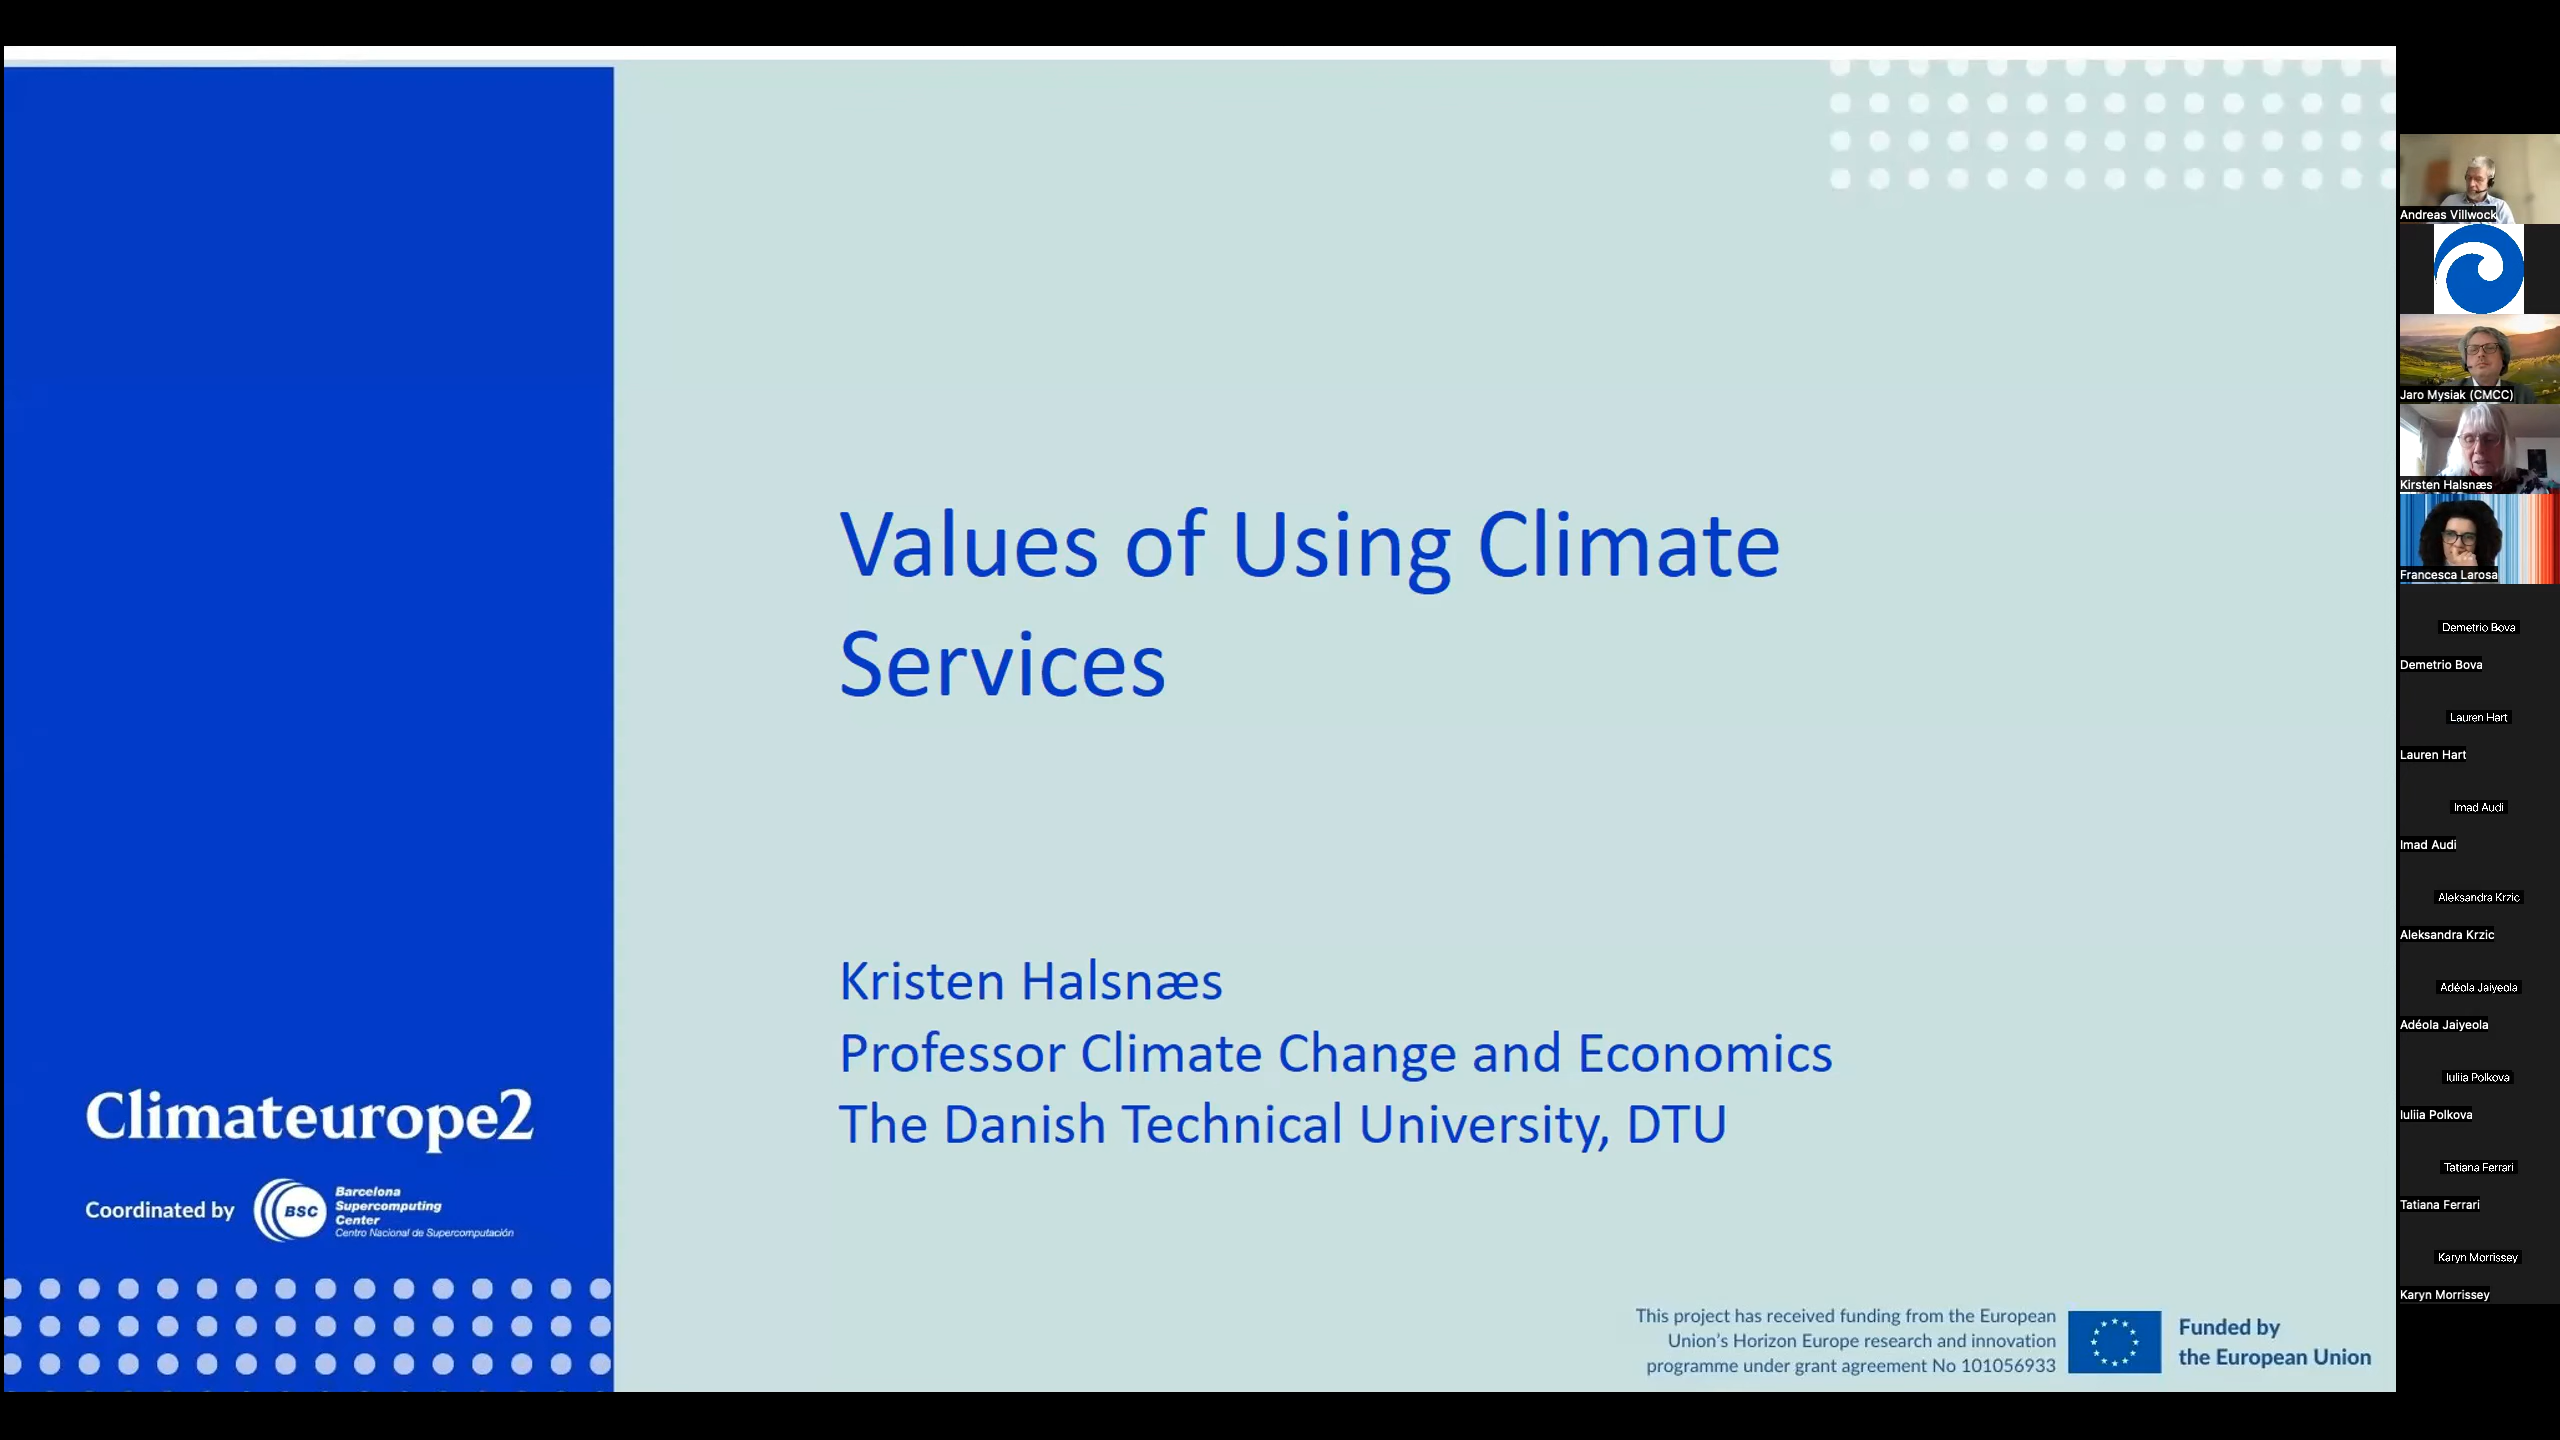 Values of Using Climate
Services
Kristen Halsnæs
Professor Climate Change and Economics
The Danish Technical University, DTU
Climateurope2
Coordinated by
BSC
Barcelona
Supercomputing
Center
Centro Nacional de Supercomputación
This project has received funding from the European
Union's Horizon Europe research and innovation
programme under grant agreement No 101056933
Funded by
the European Union
Andreas Villwock
Jaro Mysiak (CMCC)
Kirsten Halsnæs
Francesca Larosa
Demetrio Bova
Demetrio Bova
Lauren Hart
Lauren Hart
Imad Audi
Imad Audi
Aleksandra Krzic
Aleksandra Krzic
Adéola Jaiyeola
Adéola Jaiyeola
Iuliia Polkova
Iuliia Polkova
Tatiana Ferrari
Tatiana Ferrari
Karyn Morrissey
Karyn Morrissey